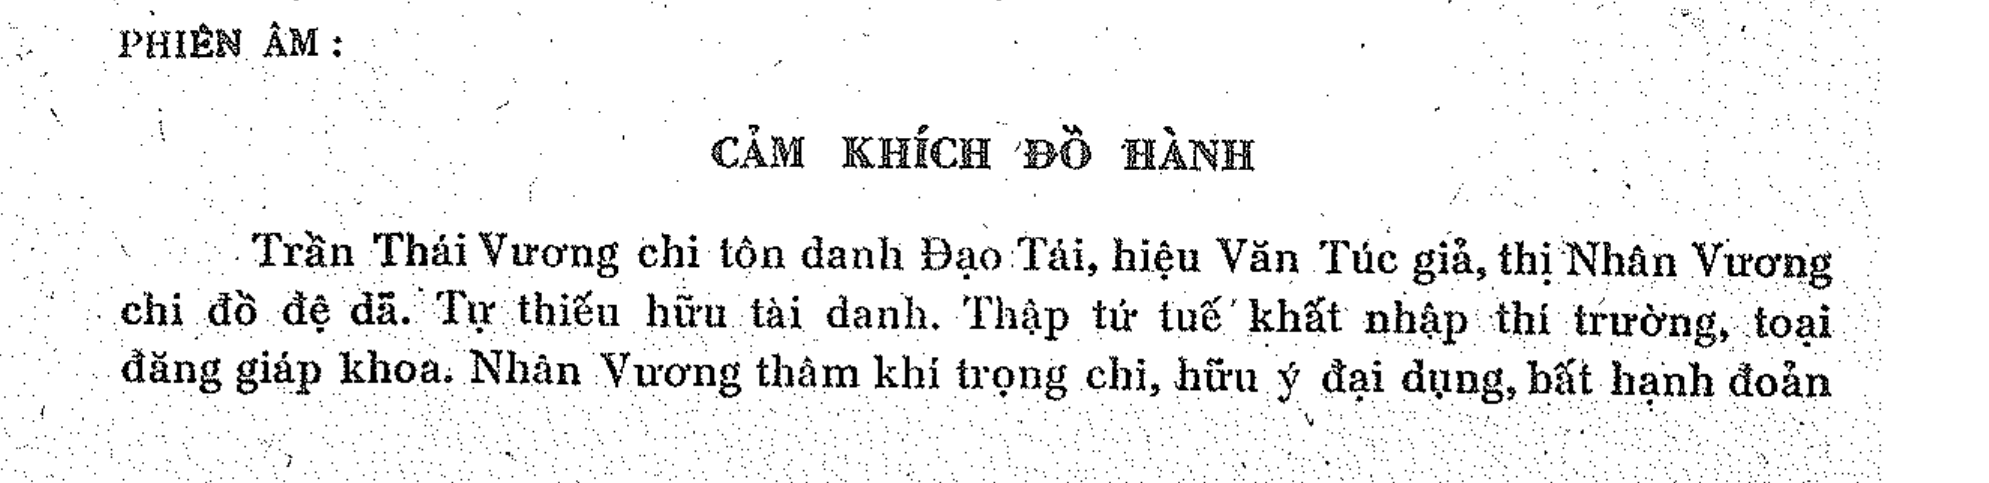 PHIÊN ÂM :
CẢM KHÍCH ĐỒ HÀNH
Trần Thái Vương chi tôn danh Đạo Tái, hiệu Văn Túc giả, thị Nhân Vương
chi đồ đệ dã. Tự thiếu hữu tài danh. Thập tứ tuế khất nhập thí trường, toại
đăng giáp khoa. Nhân Vương thâm khí trọng chi, hữu ý đại dụng, bất hạnh đoản